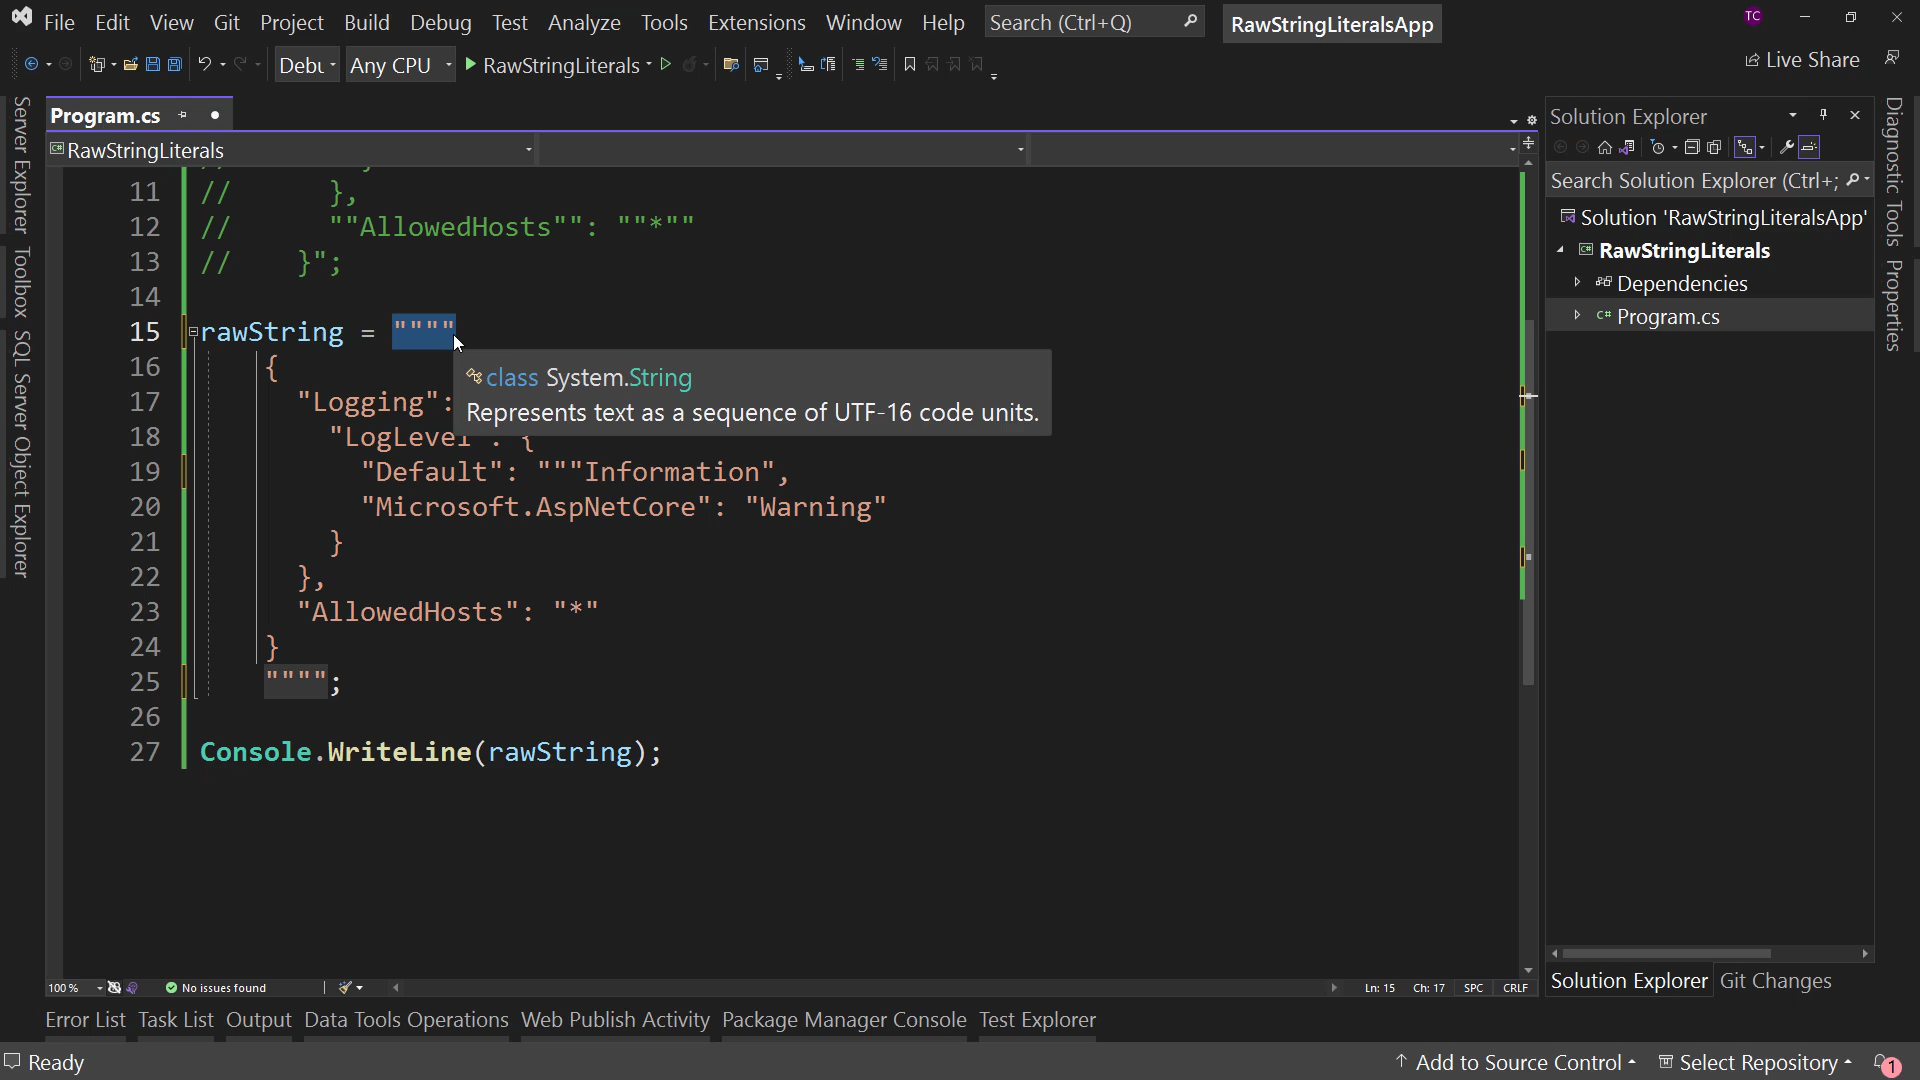 File Edit View Git Project Build Debug Test Analyze Tools Extensions Window Help Search (Ctrl+Q) RawStringLiteralsApp TC
Debu Any CPU RawStringLiterals Live Share
Server Explorer
Toolbox
SQL Server Object Explorer
Program.cs
RawStringLiterals
11 // },
12 // ""AllowedHosts"": ""*""
13 // }";
14
15 rawString = """"
16 {
17 "Logging":
18 "LogLevel": {
19 "Default": """Information",
20 "Microsoft.AspNetCore": "Warning"
21 }
22 },
23 "AllowedHosts": "*"
24 }
25 """";
26
27 Console.WriteLine(rawString);
class System.String
Represents text as a sequence of UTF-16 code units.
100 % No issues found Ln: 15 Ch: 17 SPC CRLF
Solution Explorer
Search Solution Explorer (Ctrl+;
Solution 'RawStringLiteralsApp'
RawStringLiterals
Dependencies
C# Program.cs
Solution Explorer Git Changes
Diagnostic Tools
Properties
Error List Task List Output Data Tools Operations Web Publish Activity Package Manager Console Test Explorer
Ready Add to Source Control Select Repository 1